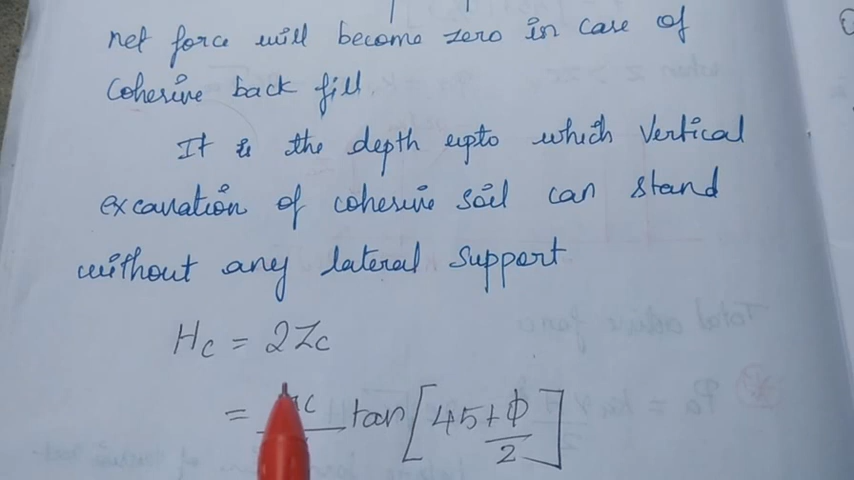 net force will become zero in case of
cohesive back fill.
It is the depth upto which vertical
excavation of cohesive soil can stand
without any lateral support
Hc = 2Zc
= c tan [45+φ/2]